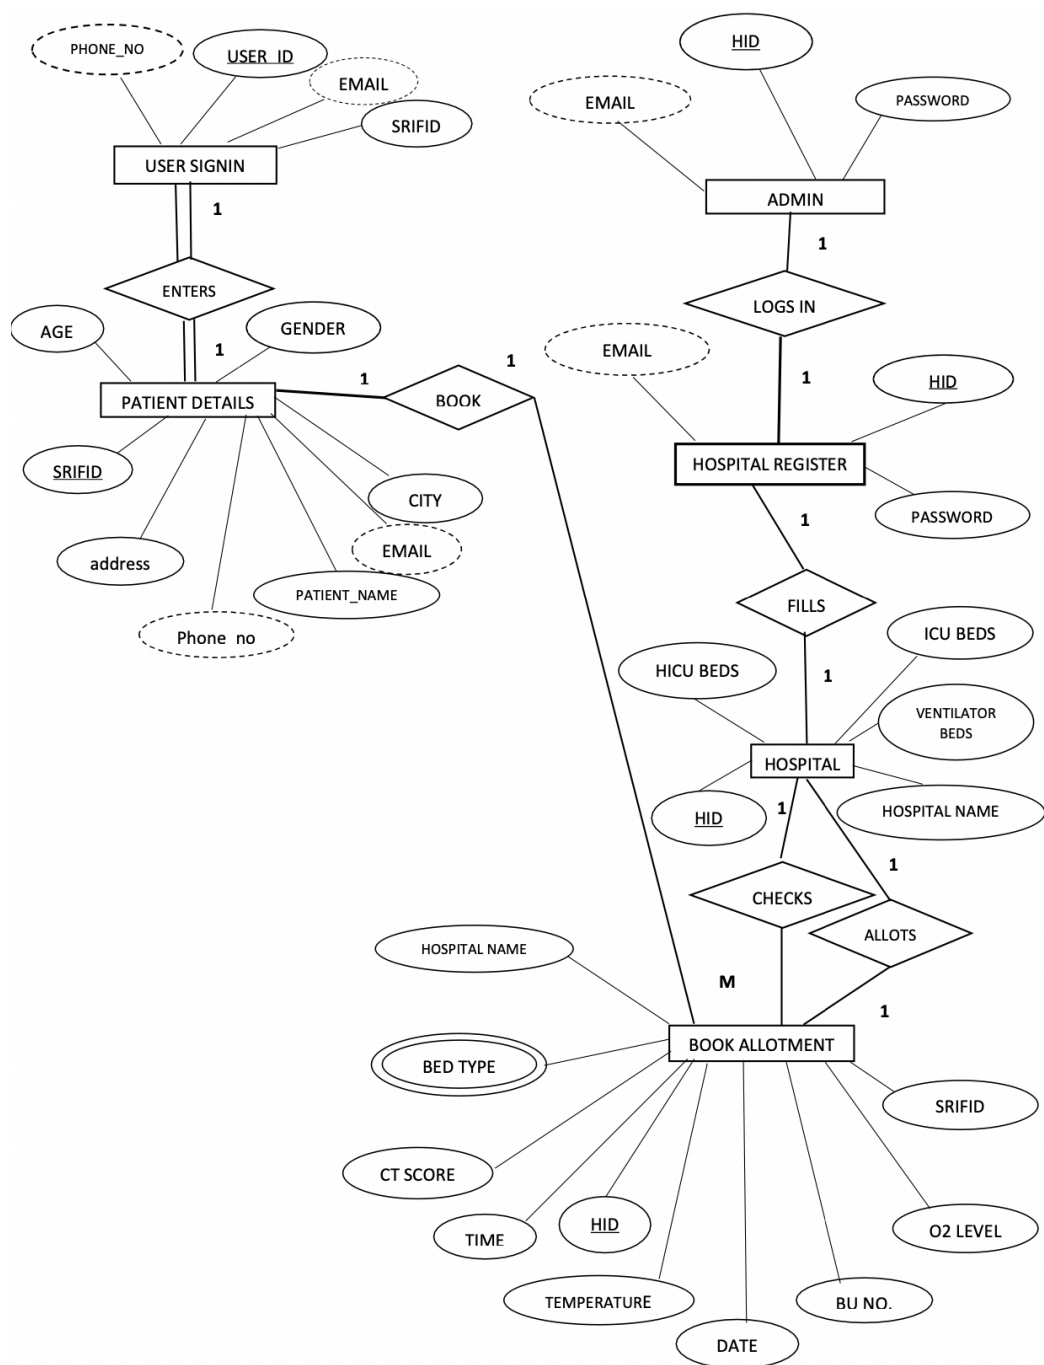 PHONE_NO
USER_ID
EMAIL
SRIFID
USER SIGNIN
1
ENTERS
1
AGE
GENDER
PATIENT DETAILS
1
BOOK
1
SRIFID
address
Phone_no
PATIENT_NAME
EMAIL
CITY
HID
EMAIL
PASSWORD
ADMIN
1
LOGS IN
1
EMAIL
HID
HOSPITAL REGISTER
PASSWORD
1
FILLS
1
HICU BEDS
ICU BEDS
VENTILATOR
BEDS
HOSPITAL
HID
HOSPITAL NAME
1
CHECKS
1
ALLOTS
M
1
HOSPITAL NAME
BOOK ALLOTMENT
BED TYPE
SRIFID
CT SCORE
TIME
HID
O2 LEVEL
TEMPERATURE
BU NO.
DATE